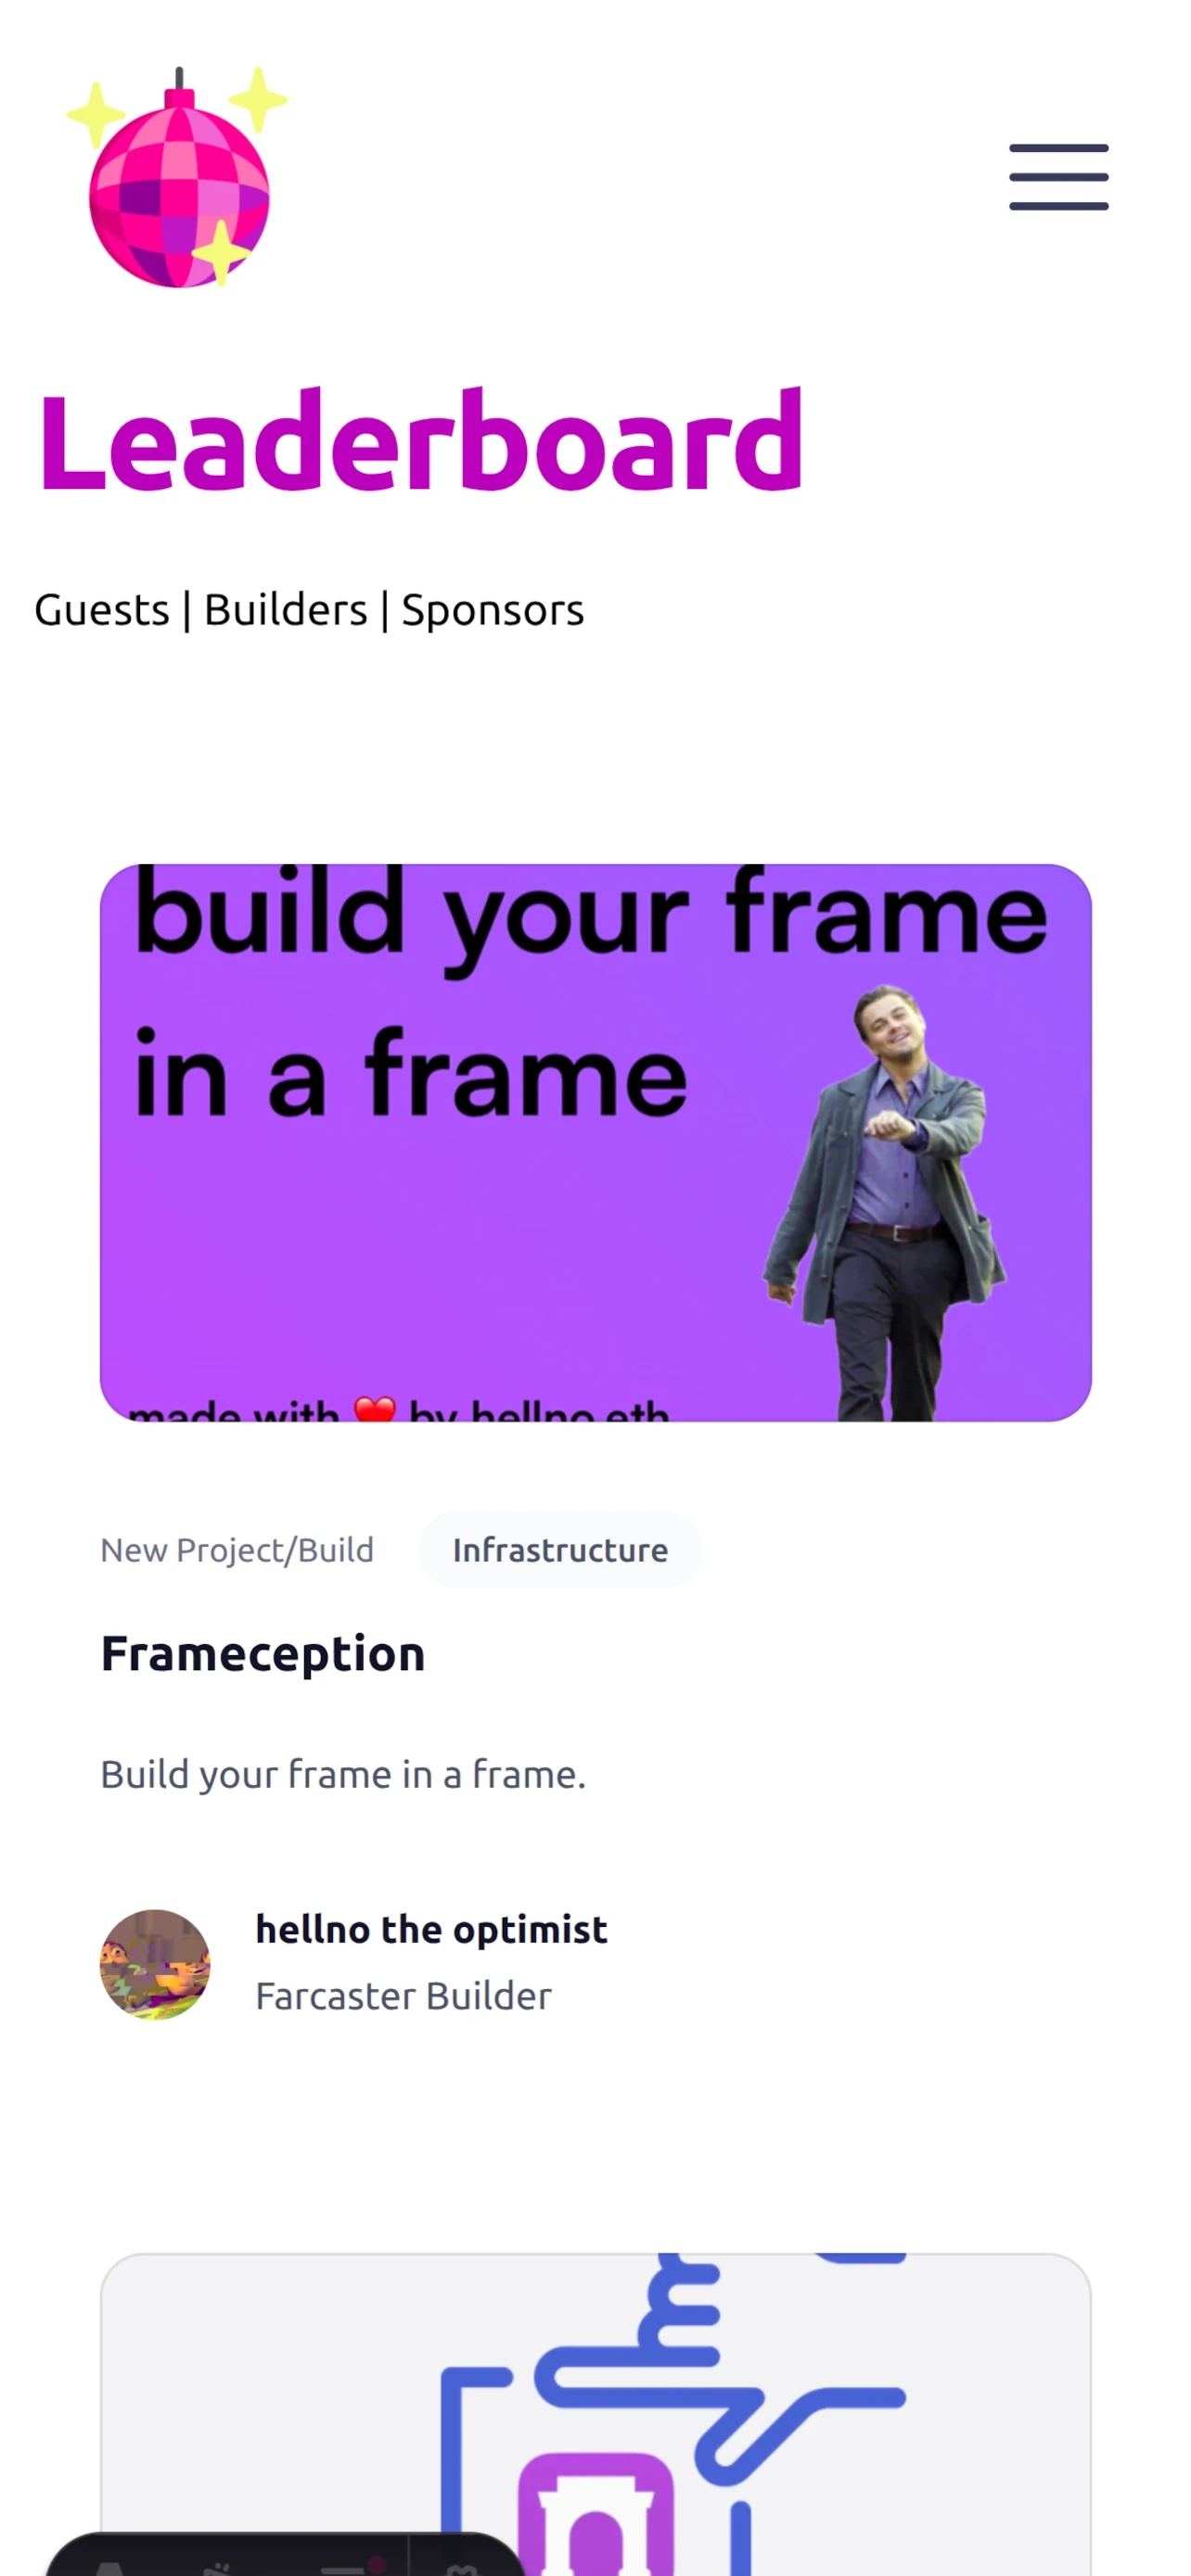 Leaderboard
Guests | Builders | Sponsors
build your frame
in a frame
made with ❤️ by hellno.eth
New Project/Build
Infrastructure
Frameception
Build your frame in a frame.
hellno the optimist
Farcaster Builder